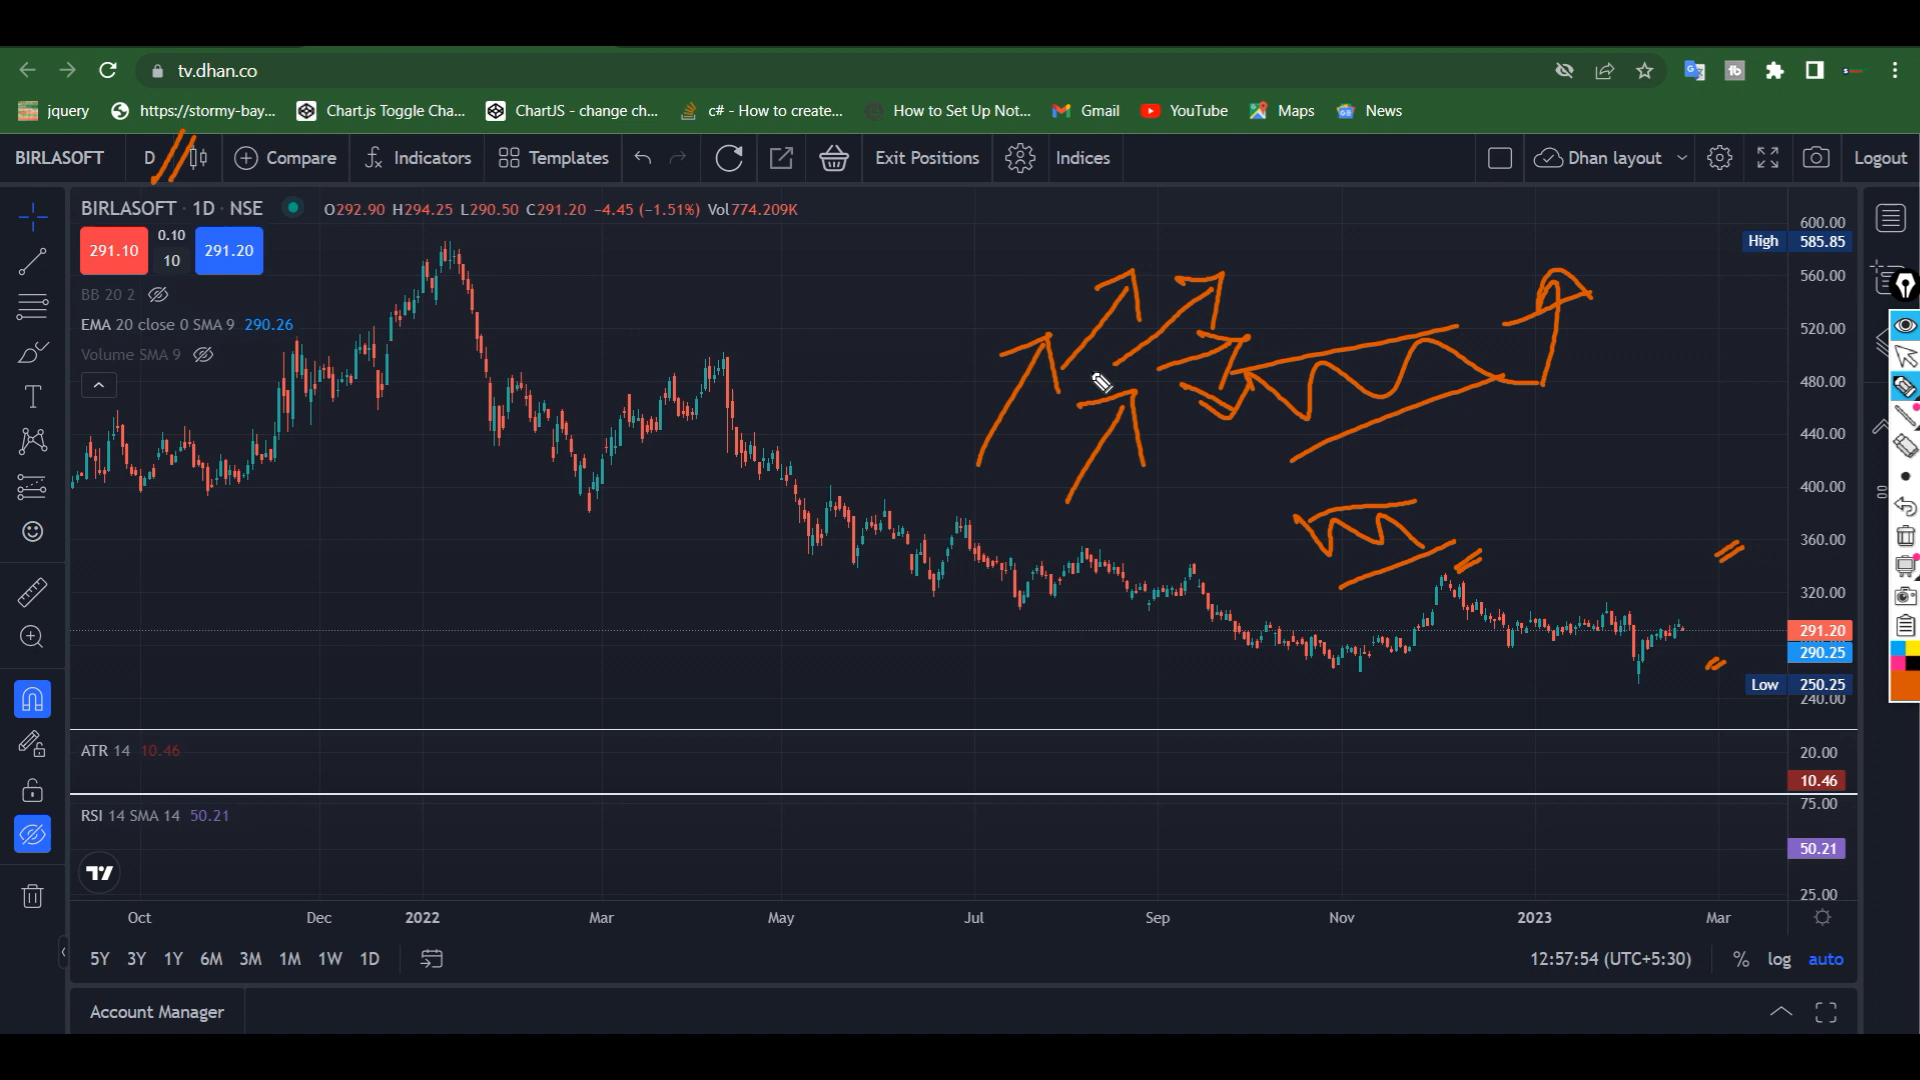 tv.dhan.co
jquery https://stormy-bay... Chart.js Toggle Cha... ChartJS - change ch... c# - How to create... How to Set Up Not... Gmail YouTube Maps News
BIRLASOFT D Compare Indicators Templates Exit Positions Indices Dhan layout Logout
BIRLASOFT · 1D · NSE O292.90 H294.25 L290.50 C291.20 −4.45 (−1.51%) Vol774.209K
291.10 0.10 10 291.20
BB 20 2
EMA 20 close 0 SMA 9 290.26
Volume SMA 9
600.00
High 585.85
560.00
520.00
480.00
440.00
400.00
360.00
320.00
291.20
290.25
Low 250.25
240.00
ATR 14 10.46
20.00
10.46
RSI 14 SMA 14 50.21
75.00
50.21
25.00
Oct Dec 2022 Mar May Jul Sep Nov 2023 Mar
5Y 3Y 1Y 6M 3M 1M 1W 1D 12:57:54 (UTC+5:30) % log auto
Account Manager